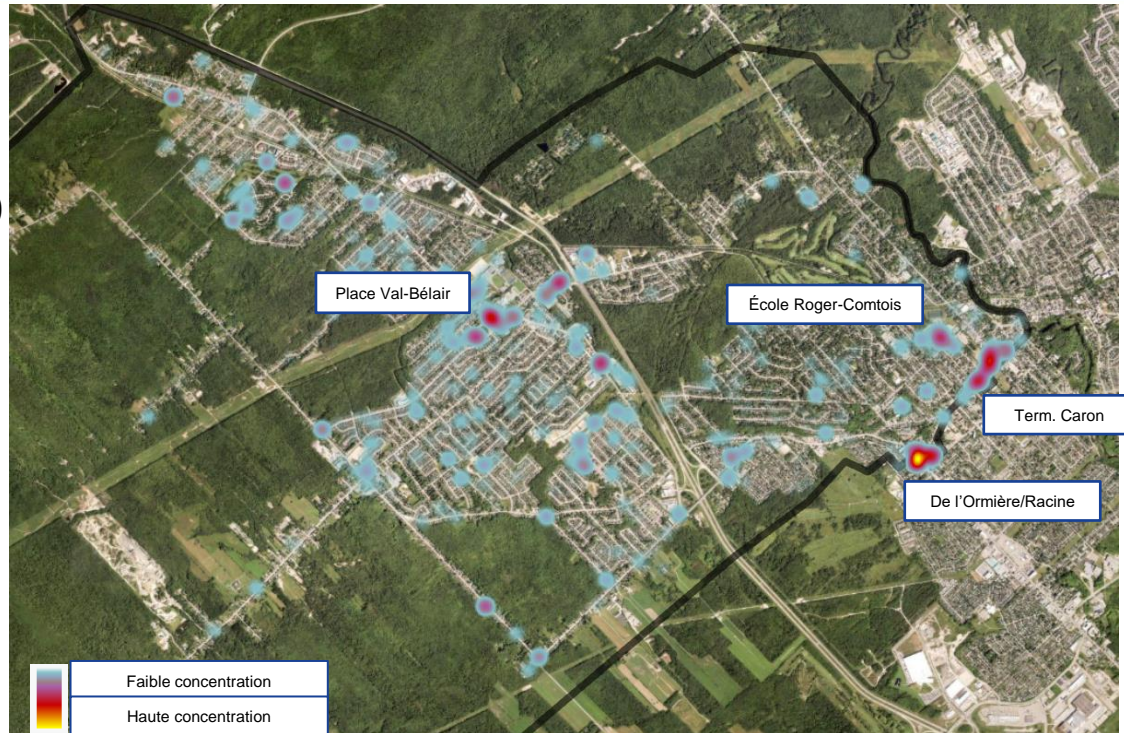 Place Val-Bélair
École Roger-Comtois
Term. Caron
De l'Ormière/Racine
Faible concentration
Haute concentration